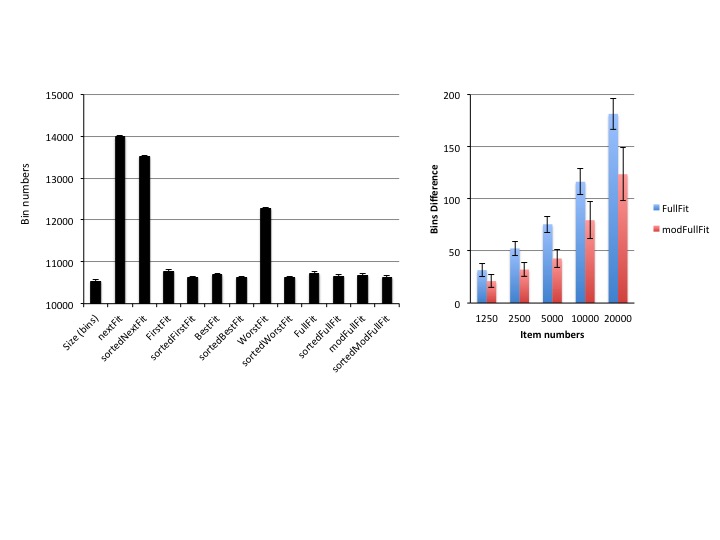 Bin numbers
15000
14000
13000
12000
11000
10000
Size (bins)
nextFit
sortedNextFit
FirstFit
sortedFirstFit
BestFit
sortedBestFit
WorstFit
sortedWorstFit
FullFit
sortedFullFit
modFullFit
sortedModFullFit
Bins Difference
200
150
100
50
0
1250 2500 5000 10000 20000
Item numbers
FullFit
modFullFit